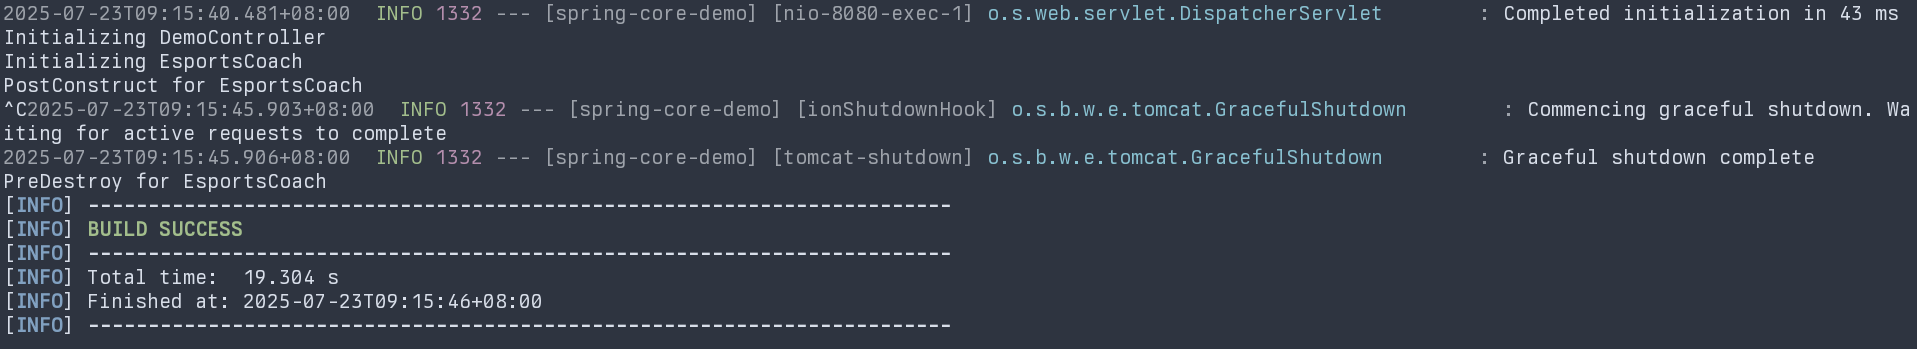 2025-07-23T09:15:40.481+08:00  INFO 1332 --- [spring-core-demo] [nio-8080-exec-1] o.s.web.servlet.DispatcherServlet        : Completed initialization in 43 ms
Initializing DemoController
Initializing EsportsCoach
PostConstruct for EsportsCoach
^C2025-07-23T09:15:45.903+08:00  INFO 1332 --- [spring-core-demo] [ionShutdownHook] o.s.b.w.e.tomcat.GracefulShutdown        : Commencing graceful shutdown. Wa
iting for active requests to complete
2025-07-23T09:15:45.906+08:00  INFO 1332 --- [spring-core-demo] [tomcat-shutdown] o.s.b.w.e.tomcat.GracefulShutdown        : Graceful shutdown complete
PreDestroy for EsportsCoach
[INFO] ------------------------------------------------------------------------
[INFO] BUILD SUCCESS
[INFO] ------------------------------------------------------------------------
[INFO] Total time:  19.304 s
[INFO] Finished at: 2025-07-23T09:15:46+08:00
[INFO] ------------------------------------------------------------------------